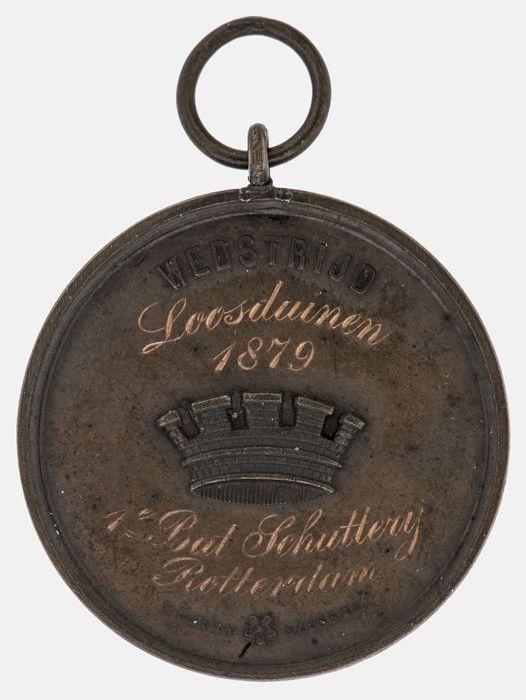 WEDSTRIJD
Loosduinen
1879
1e Bat Schuttery
Rotterdam